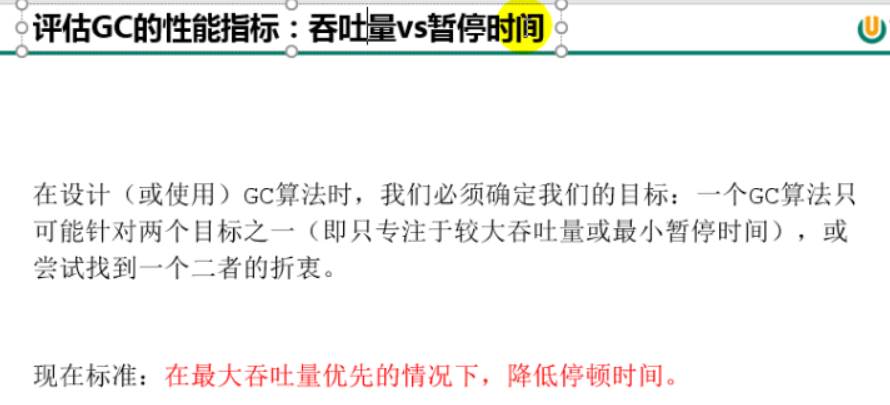 评估GC的性能指标：吞吐量vs暂停时间
在设计（或使用）GC算法时，我们必须确定我们的目标：一个GC算法只
可能针对两个目标之一（即只专注于较大吞吐量或最小暂停时间），或
尝试找到一个二者的折衷。
现在标准：在最大吞吐量优先的情况下，降低停顿时间。